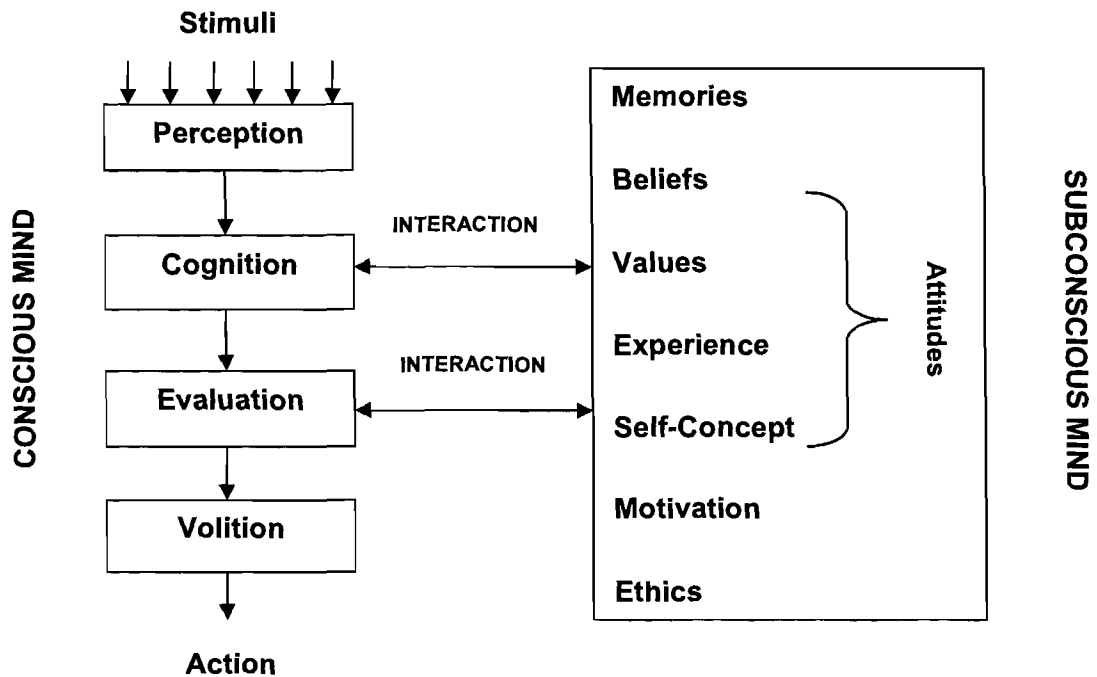 Stimuli
Perception
Cognition
Evaluation
Volition
Action
CONSCIOUS MIND
INTERACTION
INTERACTION
Memories
Beliefs
Values
Experience
Self-Concept
Motivation
Ethics
Attitudes
SUBCONSCIOUS MIND